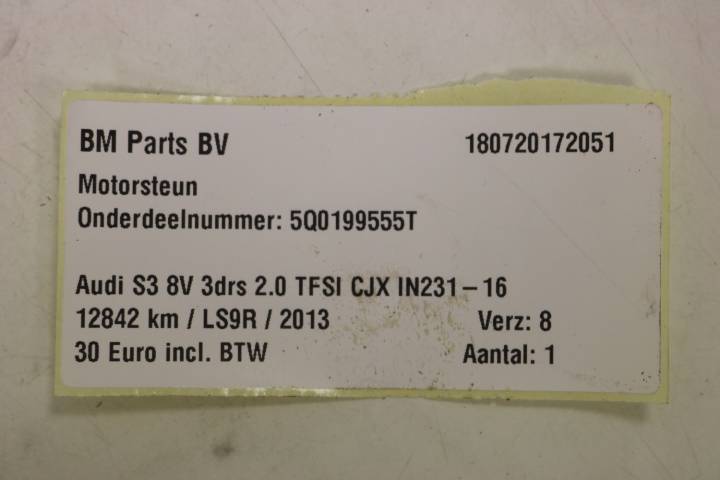 BM Parts BV 180720172051
Motorsteun
Onderdeelnummer: 5Q0199555T
Audi S3 8V 3drs 2.0 TFSI CJX IN231-16
12842 km / LS9R / 2013 Verz: 8
30 Euro incl. BTW Aantal: 1